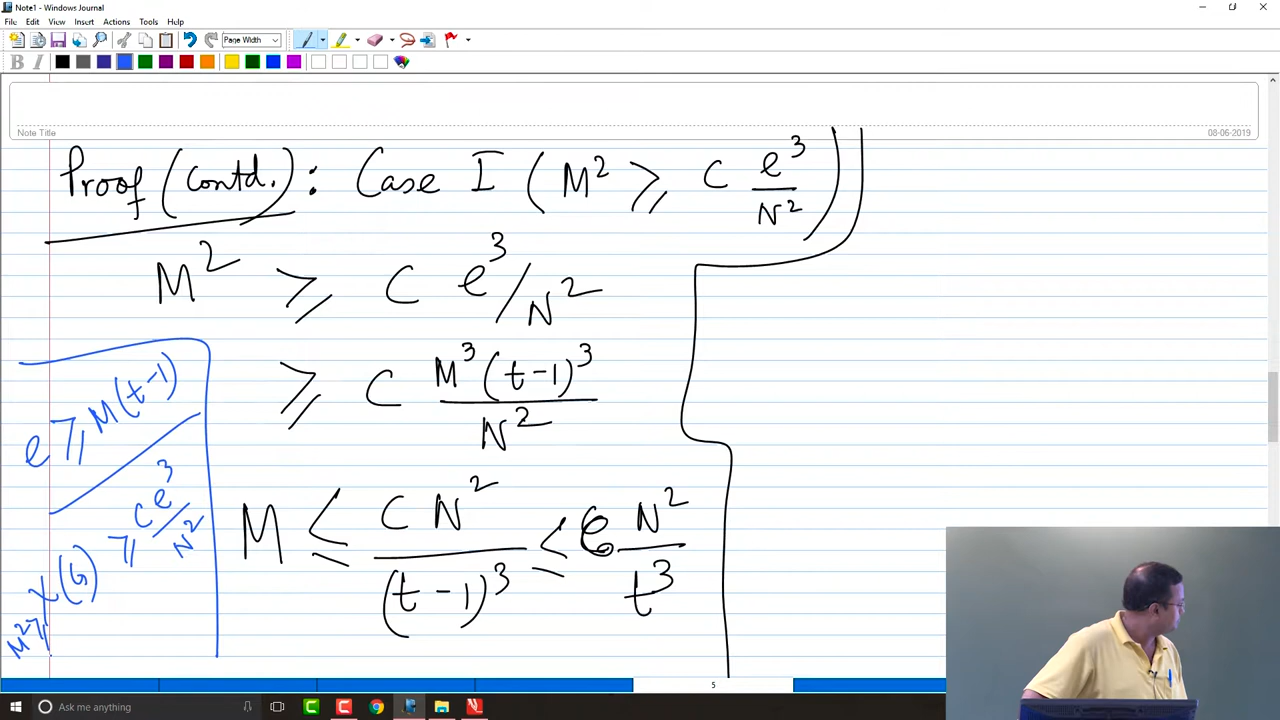 Note1 - Windows Journal
File Edit View Insert Actions Tools Help
Page Width
B I
Note Title
08-06-2019
Proof (contd.): Case I (M² ⩾ C e³/N²)
M² ⩾ C e³/N²
⩾ C M³(t-1)³/N²
M ≤ C N²/(t-1)³ ≤ C N²/t³
e ⩾ M(t-1)
M² ⩾ X(G) ⩾ Ce³/N²
5
Ask me anything